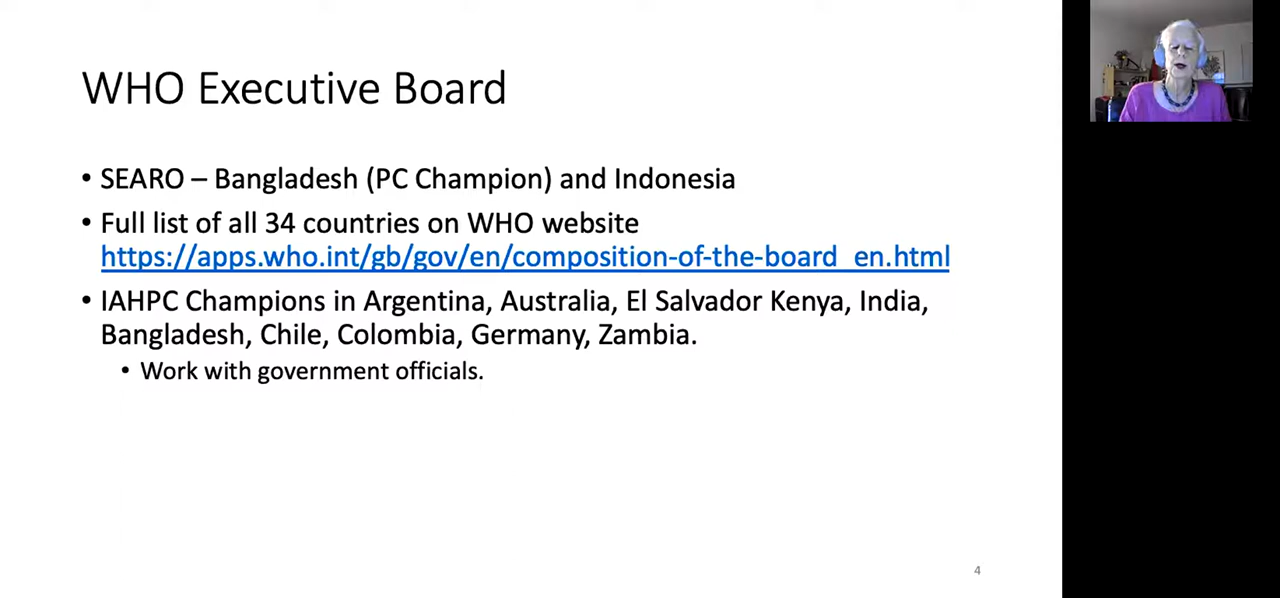 WHO Executive Board
• SEARO – Bangladesh (PC Champion) and Indonesia
• Full list of all 34 countries on WHO website
https://apps.who.int/gb/gov/en/composition-of-the-board_en.html
• IAHPC Champions in Argentina, Australia, El Salvador Kenya, India,
Bangladesh, Chile, Colombia, Germany, Zambia.
• Work with government officials.
4